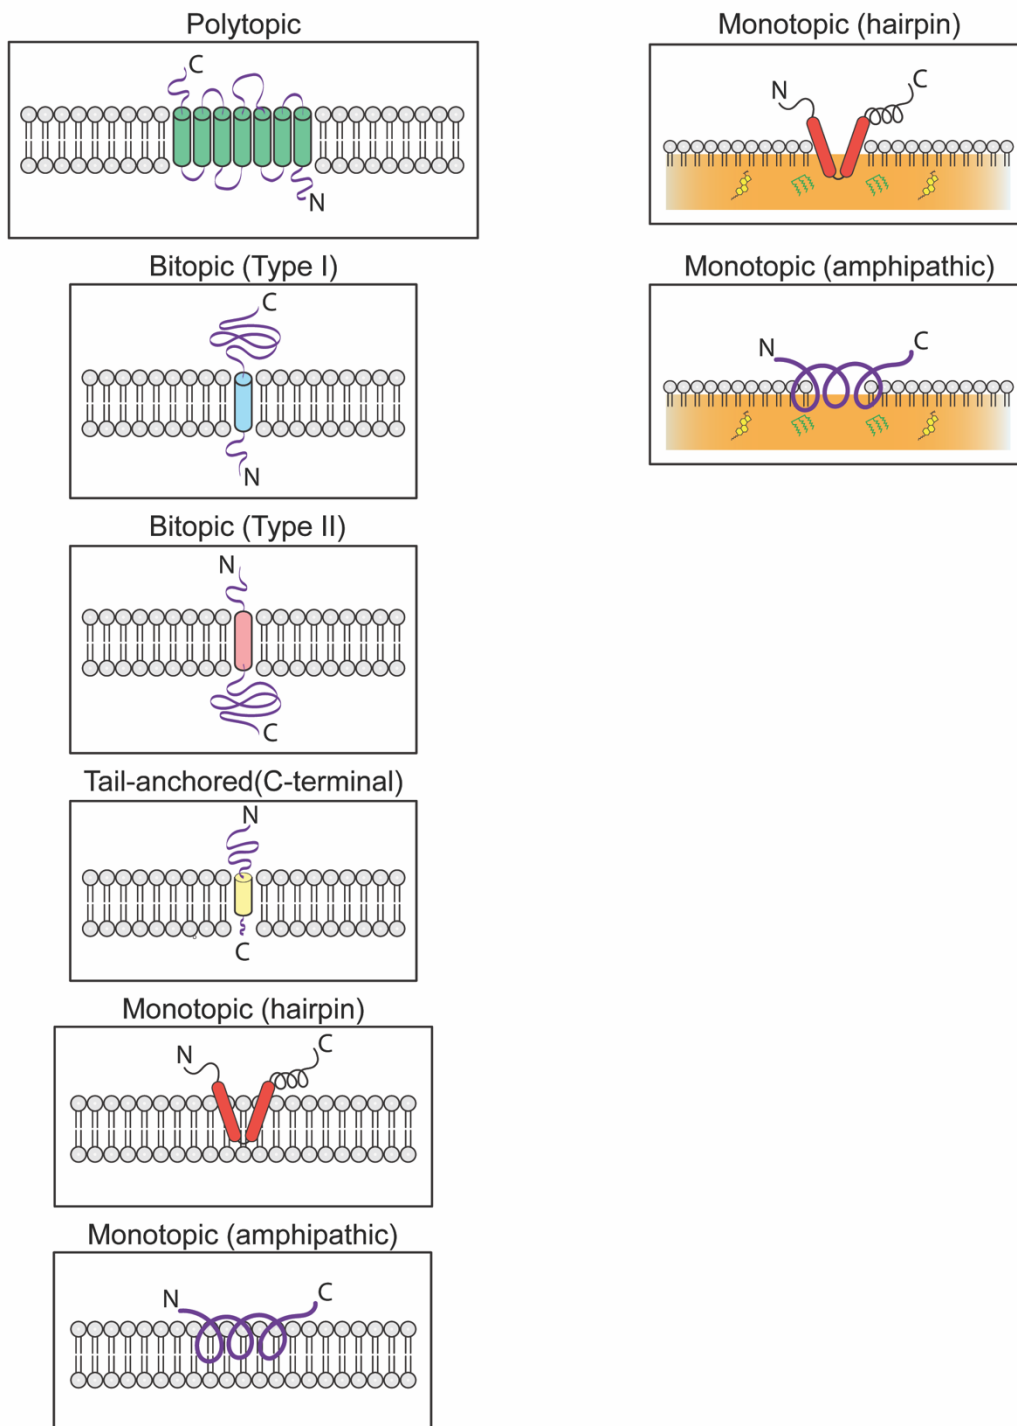 Polytopic
C
N
Bitopic (Type I)
C
N
Bitopic (Type II)
N
C
Tail-anchored(C-terminal)
N
C
Monotopic (hairpin)
N
C
Monotopic (amphipathic)
N
C
Monotopic (hairpin)
N
C
Monotopic (amphipathic)
N
C